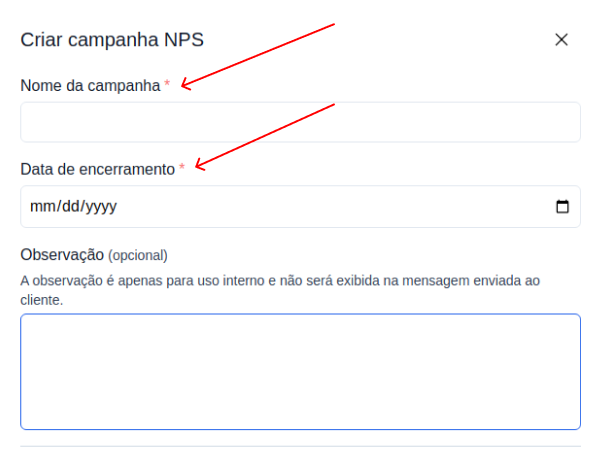 Criar campanha NPS
Nome da campanha *
Data de encerramento *
mm/dd/yyyy
Observação (opcional)
A observação é apenas para uso interno e não será exibida na mensagem enviada ao
cliente.